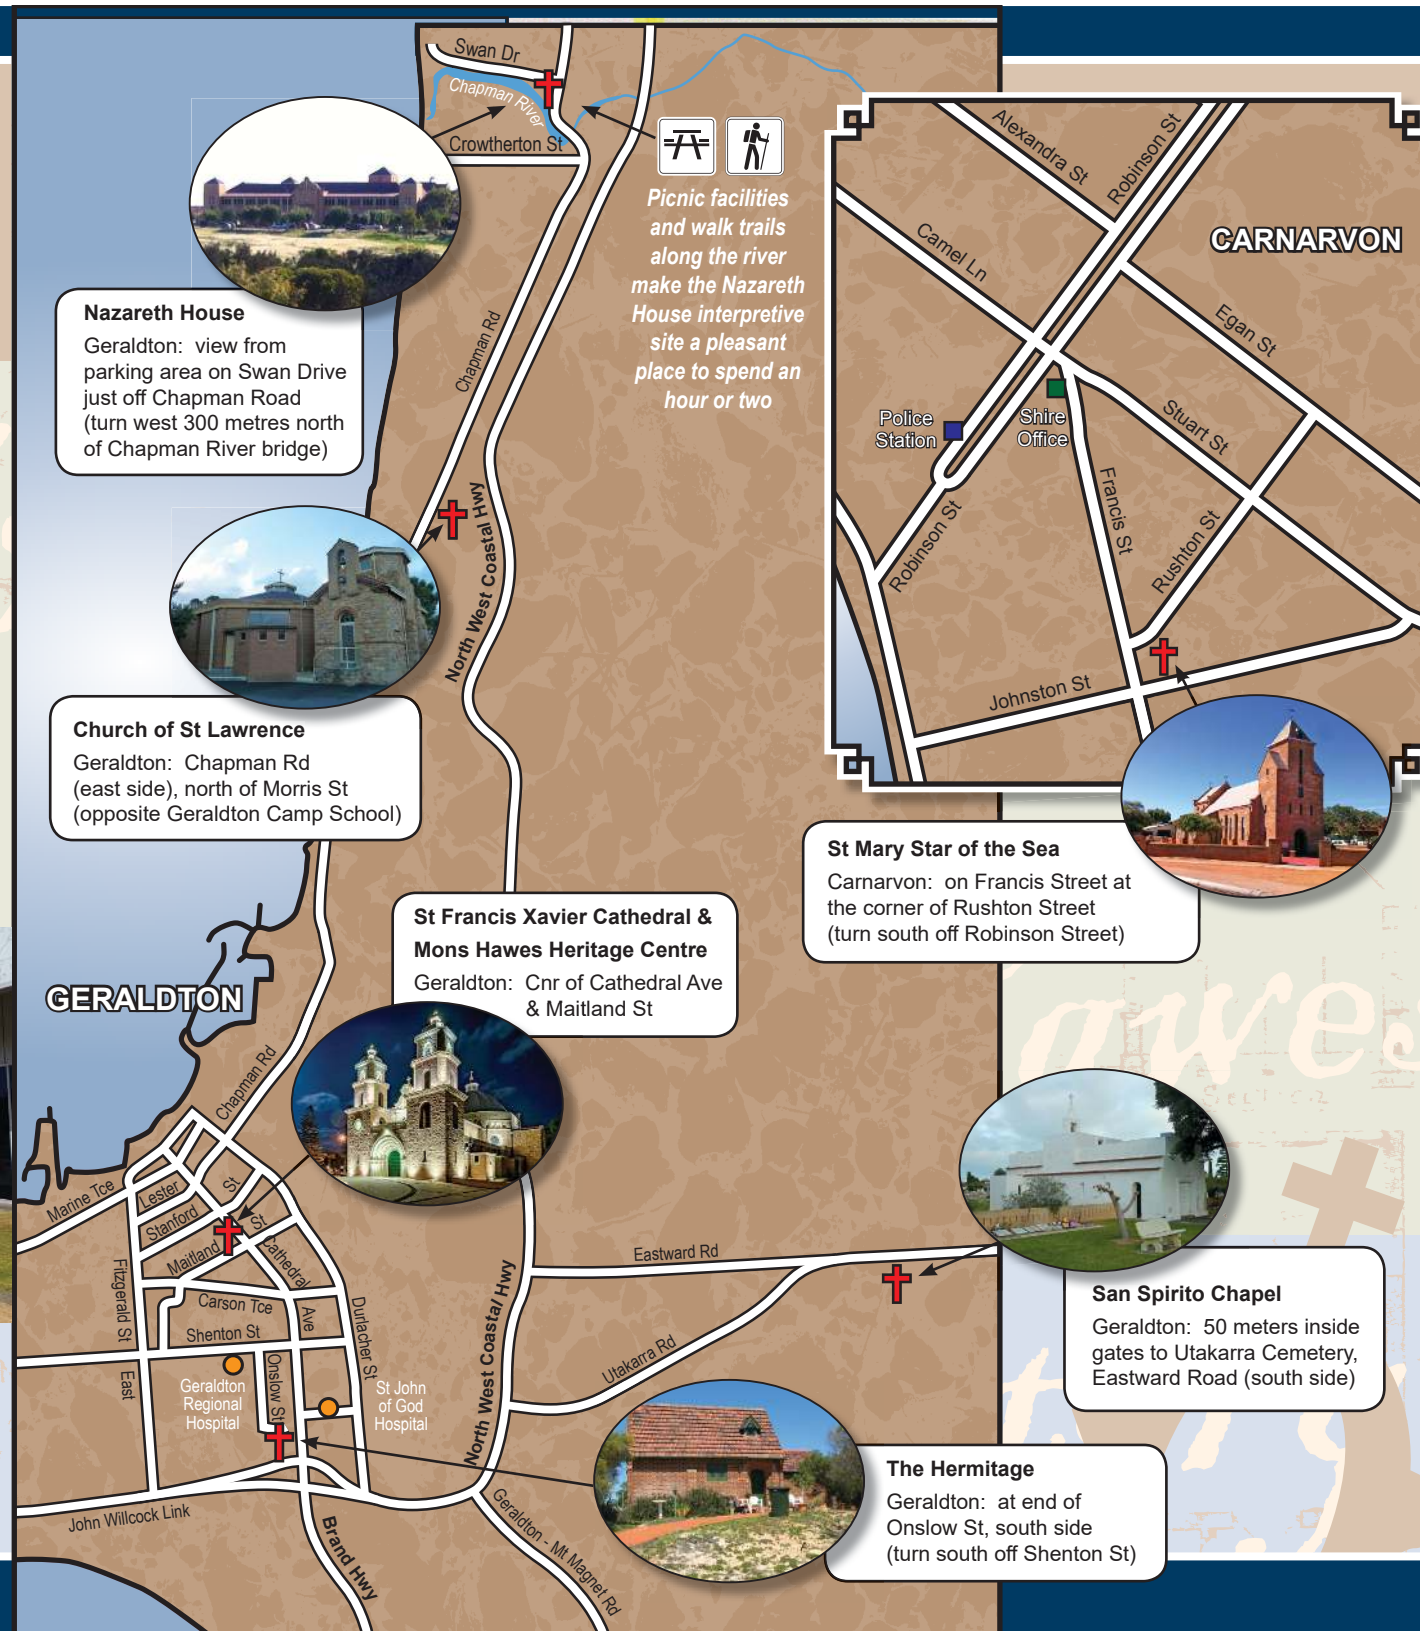 Swan Dr
Chapman River
Crowtherton St
Picnic facilities
and walk trails
along the river
make the Nazareth
House interpretive
site a pleasant
place to spend an
hour or two
Nazareth House
Geraldton: view from
parking area on Swan Drive
just off Chapman Road
(turn west 300 metres north
of Chapman River bridge)
Chapman Rd
North West Coastal Hwy
Church of St Lawrence
Geraldton: Chapman Rd
(east side), north of Morris St
(opposite Geraldton Camp School)
CARNARVON
Alexandra St
Robinson St
Camel Ln
Egan St
Police
Station
Shire
Office
Stuart St
Francis St
Robinson St
Rushton St
Johnston St
St Mary Star of the Sea
Carnarvon: on Francis Street at
the corner of Rushton Street
(turn south off Robinson Street)
St Francis Xavier Cathedral &
Mons Hawes Heritage Centre
Geraldton: Cnr of Cathedral Ave
& Maitland St
GERALDTON
Chapman Rd
Marine Tce
Lester
Stanford
St
Maitland
St
Cathedral
Ave
Fitzgerald St
Carson Tce
Durlacher St
Shenton St
East
Onslow St
Geraldton
Regional
Hospital
St John
of God
Hospital
Eastward Rd
Utakarra Rd
North West Coastal Hwy
San Spirito Chapel
Geraldton: 50 meters inside
gates to Utakarra Cemetery,
Eastward Road (south side)
The Hermitage
Geraldton: at end of
Onslow St, south side
(turn south off Shenton St)
John Willcock Link
Brand Hwy
Geraldton - Mt Magnet Rd
awes